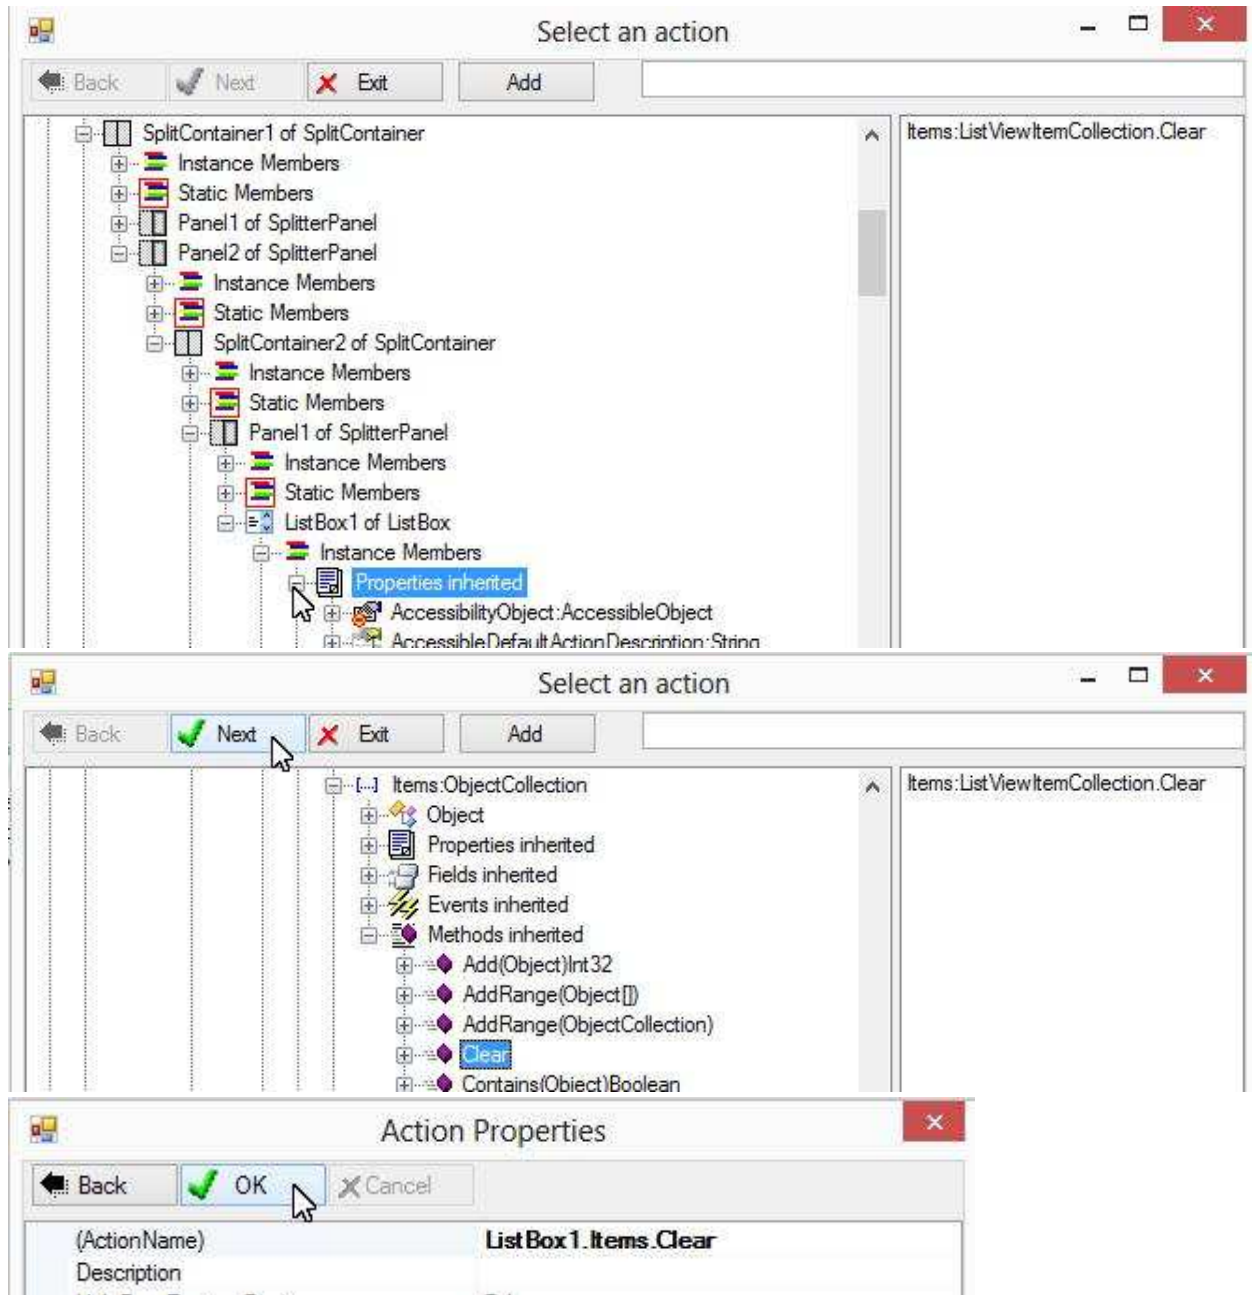 Select an action
Back Next Exit Add
SplitContainer1 of SplitContainer
Items:ListViewItemCollection.Clear
Instance Members
Static Members
Panel1 of SplitterPanel
Panel2 of SplitterPanel
Instance Members
Static Members
SplitContainer2 of SplitContainer
Instance Members
Static Members
Panel1 of SplitterPanel
Instance Members
Static Members
ListBox1 of ListBox
Instance Members
Properties inherited
AccessibilityObject:AccessibleObject
AccessibleDefaultActionDescription:String
Select an action
Back Next Exit Add
Items:ObjectCollection
Items:ListViewItemCollection.Clear
Object
Properties inherited
Fields inherited
Events inherited
Methods inherited
Add(Object)Int32
AddRange(Object[])
AddRange(ObjectCollection)
Clear
Contains(Object)Boolean
Action Properties
Back OK Cancel
(ActionName) ListBox1.Items.Clear
Description